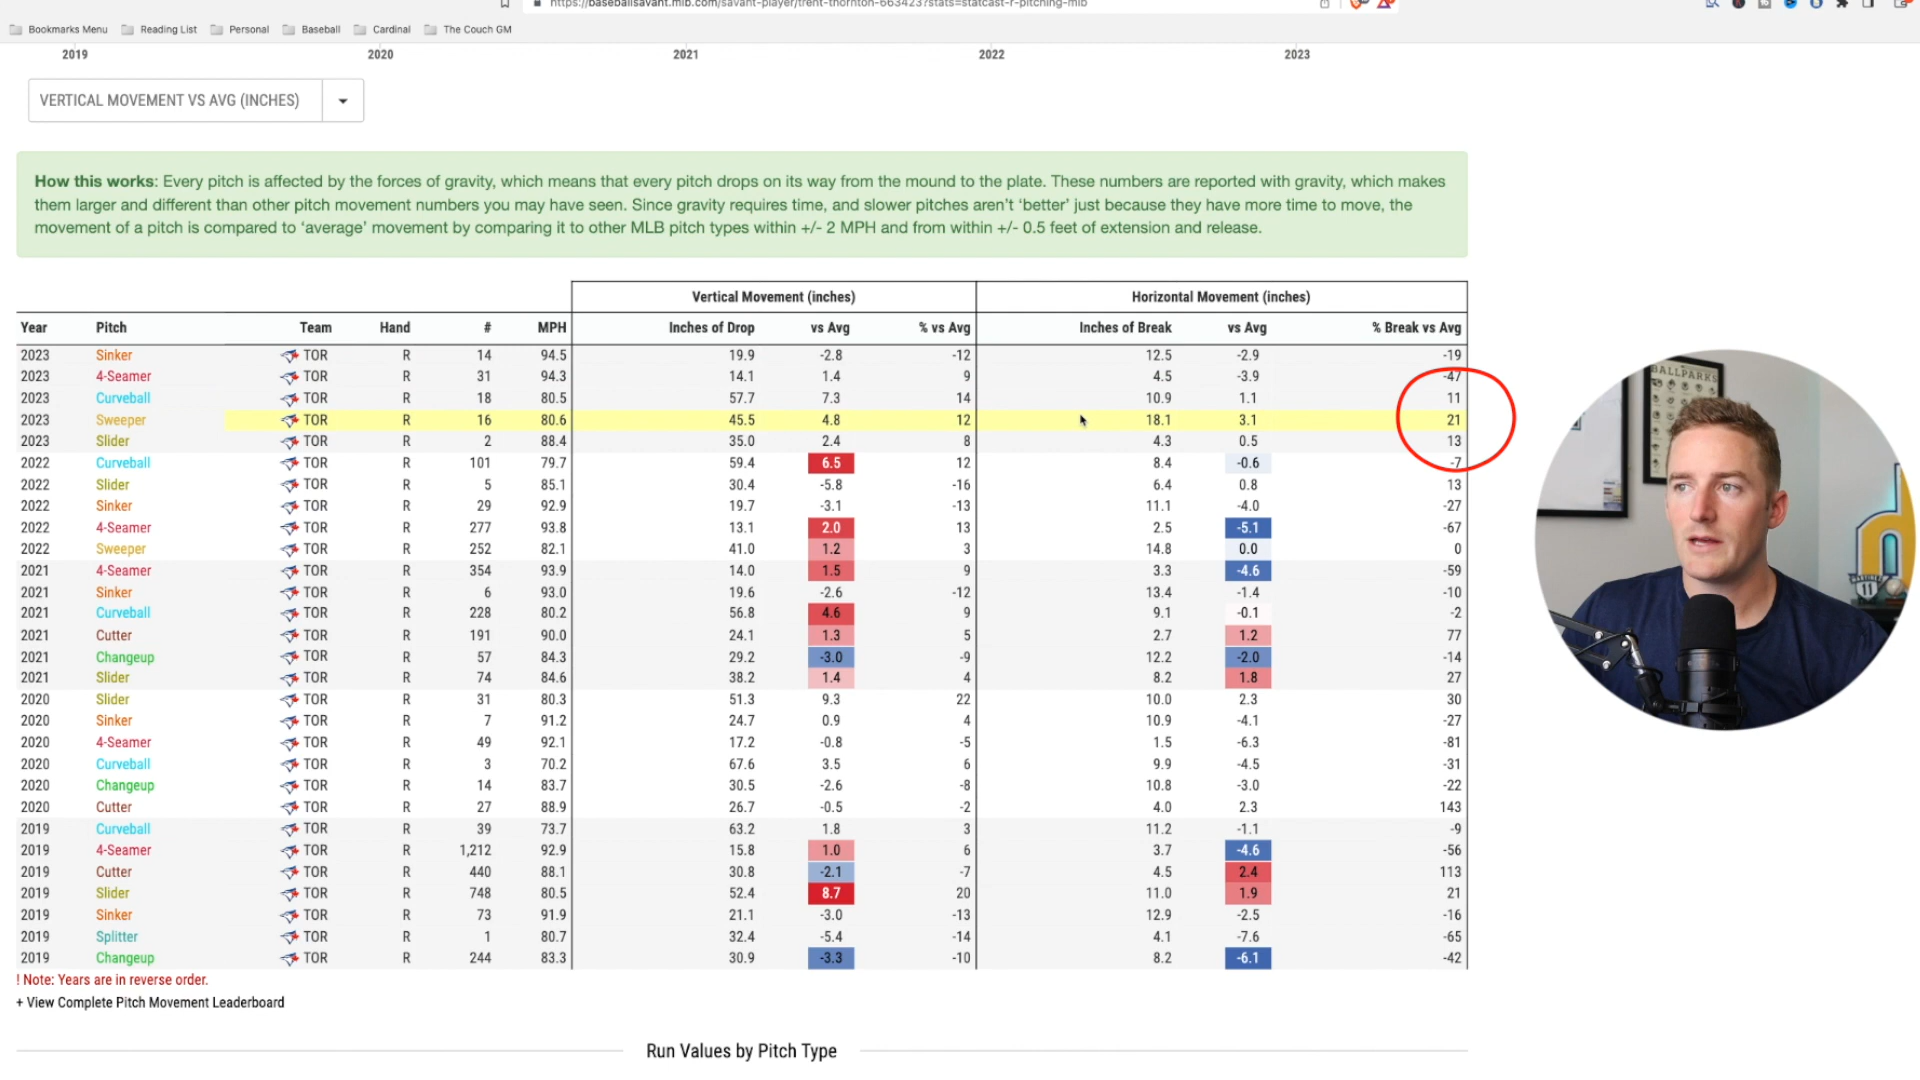 https://baseballsavant.mlb.com/savant-player/trent-thornton-663423?stats=statcast-r-pitching-mlb
Bookmarks Menu Reading List Personal Baseball Cardinal The Couch GM
2019 2020 2021 2022 2023
VERTICAL MOVEMENT VS AVG (INCHES)
How this works: Every pitch is affected by the forces of gravity, which means that every pitch drops on its way from the mound to the plate. These numbers are reported with gravity, which makes
them larger and different than other pitch movement numbers you may have seen. Since gravity requires time, and slower pitches aren't 'better' just because they have more time to move, the
movement of a pitch is compared to 'average' movement by comparing it to other MLB pitch types within +/- 2 MPH and from within +/- 0.5 feet of extension and release.
Vertical Movement (inches) Horizontal Movement (inches)
Year Pitch Team Hand # MPH Inches of Drop vs Avg % vs Avg Inches of Break vs Avg % Break vs Avg
2023 Sinker TOR R 14 94.5 19.9 -2.8 -12 12.5 -2.9 -19
2023 4-Seamer TOR R 31 94.3 14.1 1.4 9 4.5 -3.9 -47
2023 Curveball TOR R 18 80.5 57.7 7.3 14 10.9 1.1 11
2023 Sweeper TOR R 16 80.6 45.5 4.8 12 18.1 3.1 21
2023 Slider TOR R 2 88.4 35.0 2.4 8 4.3 0.5 13
2022 Curveball TOR R 101 79.7 59.4 6.5 12 8.4 -0.6 -7
2022 Slider TOR R 5 85.1 30.4 -5.8 -16 6.4 0.8 13
2022 Sinker TOR R 29 92.9 19.7 -3.1 -13 11.1 -4.0 -27
2022 4-Seamer TOR R 277 93.8 13.1 2.0 13 2.5 -5.1 -67
2022 Sweeper TOR R 252 82.1 41.0 1.2 3 14.8 0.0 0
2021 4-Seamer TOR R 354 93.9 14.0 1.5 9 3.3 -4.6 -59
2021 Sinker TOR R 6 93.0 19.6 -2.6 -12 13.4 -1.4 -10
2021 Curveball TOR R 228 80.2 56.8 4.6 9 9.1 -0.1 -2
2021 Cutter TOR R 191 90.0 24.1 1.3 5 2.7 1.2 77
2021 Changeup TOR R 57 84.3 29.2 -3.0 -9 12.2 -2.0 -14
2021 Slider TOR R 74 84.6 38.2 1.4 4 8.2 1.8 27
2020 Slider TOR R 31 80.3 51.3 9.3 22 10.0 2.3 30
2020 Sinker TOR R 7 91.2 24.7 0.9 4 10.9 -4.1 -27
2020 4-Seamer TOR R 49 92.1 17.2 -0.8 -5 1.5 -6.3 -81
2020 Curveball TOR R 3 70.2 67.6 3.5 6 9.9 -4.5 -31
2020 Changeup TOR R 14 83.7 30.5 -2.6 -8 10.8 -3.0 -22
2020 Cutter TOR R 27 88.9 26.7 -0.5 -2 4.0 2.3 143
2019 Curveball TOR R 39 73.7 63.2 1.8 3 11.2 -1.1 -9
2019 4-Seamer TOR R 1,212 92.9 15.8 1.0 6 3.7 -4.6 -56
2019 Cutter TOR R 440 88.1 30.8 -2.1 -7 4.5 2.4 113
2019 Slider TOR R 748 80.5 52.4 8.7 20 11.0 1.9 21
2019 Sinker TOR R 73 91.9 21.1 -3.0 -13 12.9 -2.5 -16
2019 Splitter TOR R 1 80.7 32.4 -5.4 -14 4.1 -7.6 -65
2019 Changeup TOR R 244 83.3 30.9 -3.3 -10 8.2 -6.1 -42
! Note: Years are in reverse order.
+ View Complete Pitch Movement Leaderboard
Run Values by Pitch Type
BALLPARKS
11